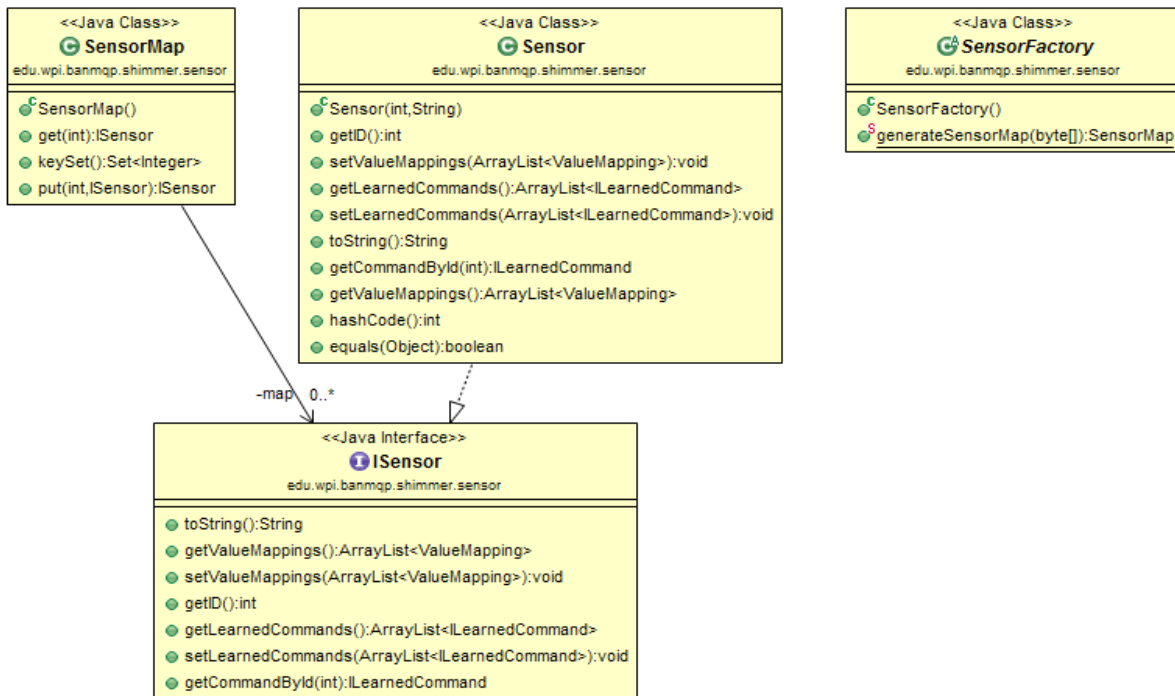 <<Java Class>>
SensorMap
edu.wpi.banmqp.shimmer.sensor
SensorMap()
get(int):ISensor
keySet():Set<Integer>
put(int,ISensor):ISensor
<<Java Class>>
Sensor
edu.wpi.banmqp.shimmer.sensor
Sensor(int,String)
getID():int
setValueMappings(ArrayList<ValueMapping>):void
getLearnedCommands():ArrayList<ILearnedCommand>
setLearnedCommands(ArrayList<ILearnedCommand>):void
toString():String
getCommandById(int):ILearnedCommand
getValueMappings():ArrayList<ValueMapping>
hashCode():int
equals(Object):boolean
<<Java Class>>
SensorFactory
edu.wpi.banmqp.shimmer.sensor
SensorFactory()
generateSensorMap(byte[]):SensorMap
-map 0..*
<<Java Interface>>
ISensor
edu.wpi.banmqp.shimmer.sensor
toString():String
getValueMappings():ArrayList<ValueMapping>
setValueMappings(ArrayList<ValueMapping>):void
getID():int
getLearnedCommands():ArrayList<ILearnedCommand>
setLearnedCommands(ArrayList<ILearnedCommand>):void
getCommandById(int):ILearnedCommand